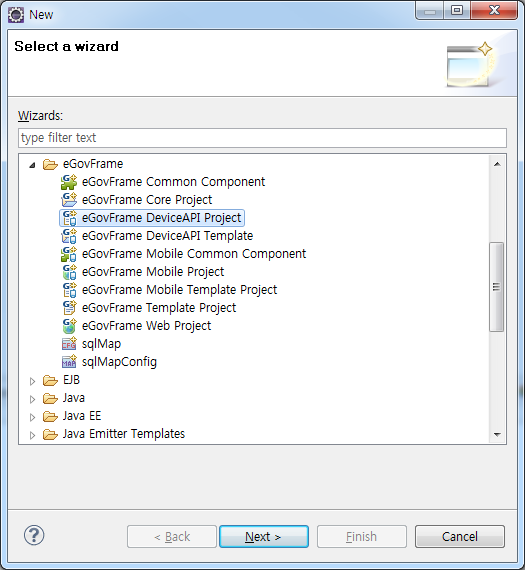 New
Select a wizard
Wizards:
type filter text
eGovFrame
eGovFrame Common Component
eGovFrame Core Project
eGovFrame DeviceAPI Project
eGovFrame DeviceAPI Template
eGovFrame Mobile Common Component
eGovFrame Mobile Project
eGovFrame Mobile Template Project
eGovFrame Template Project
eGovFrame Web Project
sqlMap
sqlMapConfig
EJB
Java
Java EE
Java Emitter Templates
< Back
Next >
Finish
Cancel